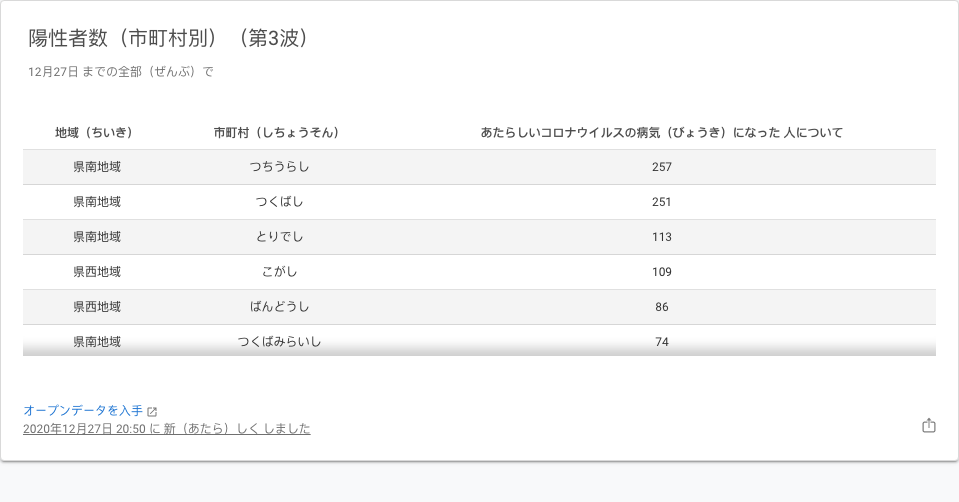 陽性者数（市町村別）（第3波）
12月27日 までの全部（ぜんぶ）で
地域（ちいき） 市町村（しちょうそん） あたらしいコロナウイルスの病気（びょうき）になった 人について
県南地域 つちうらし 257
県南地域 つくばし 251
県南地域 とりでし 113
県西地域 こがし 109
県西地域 ばんどうし 86
県南地域 つくばみらいし 74
オープンデータを入手
2020年12月27日 20:50 に 新（あたら）しく しました